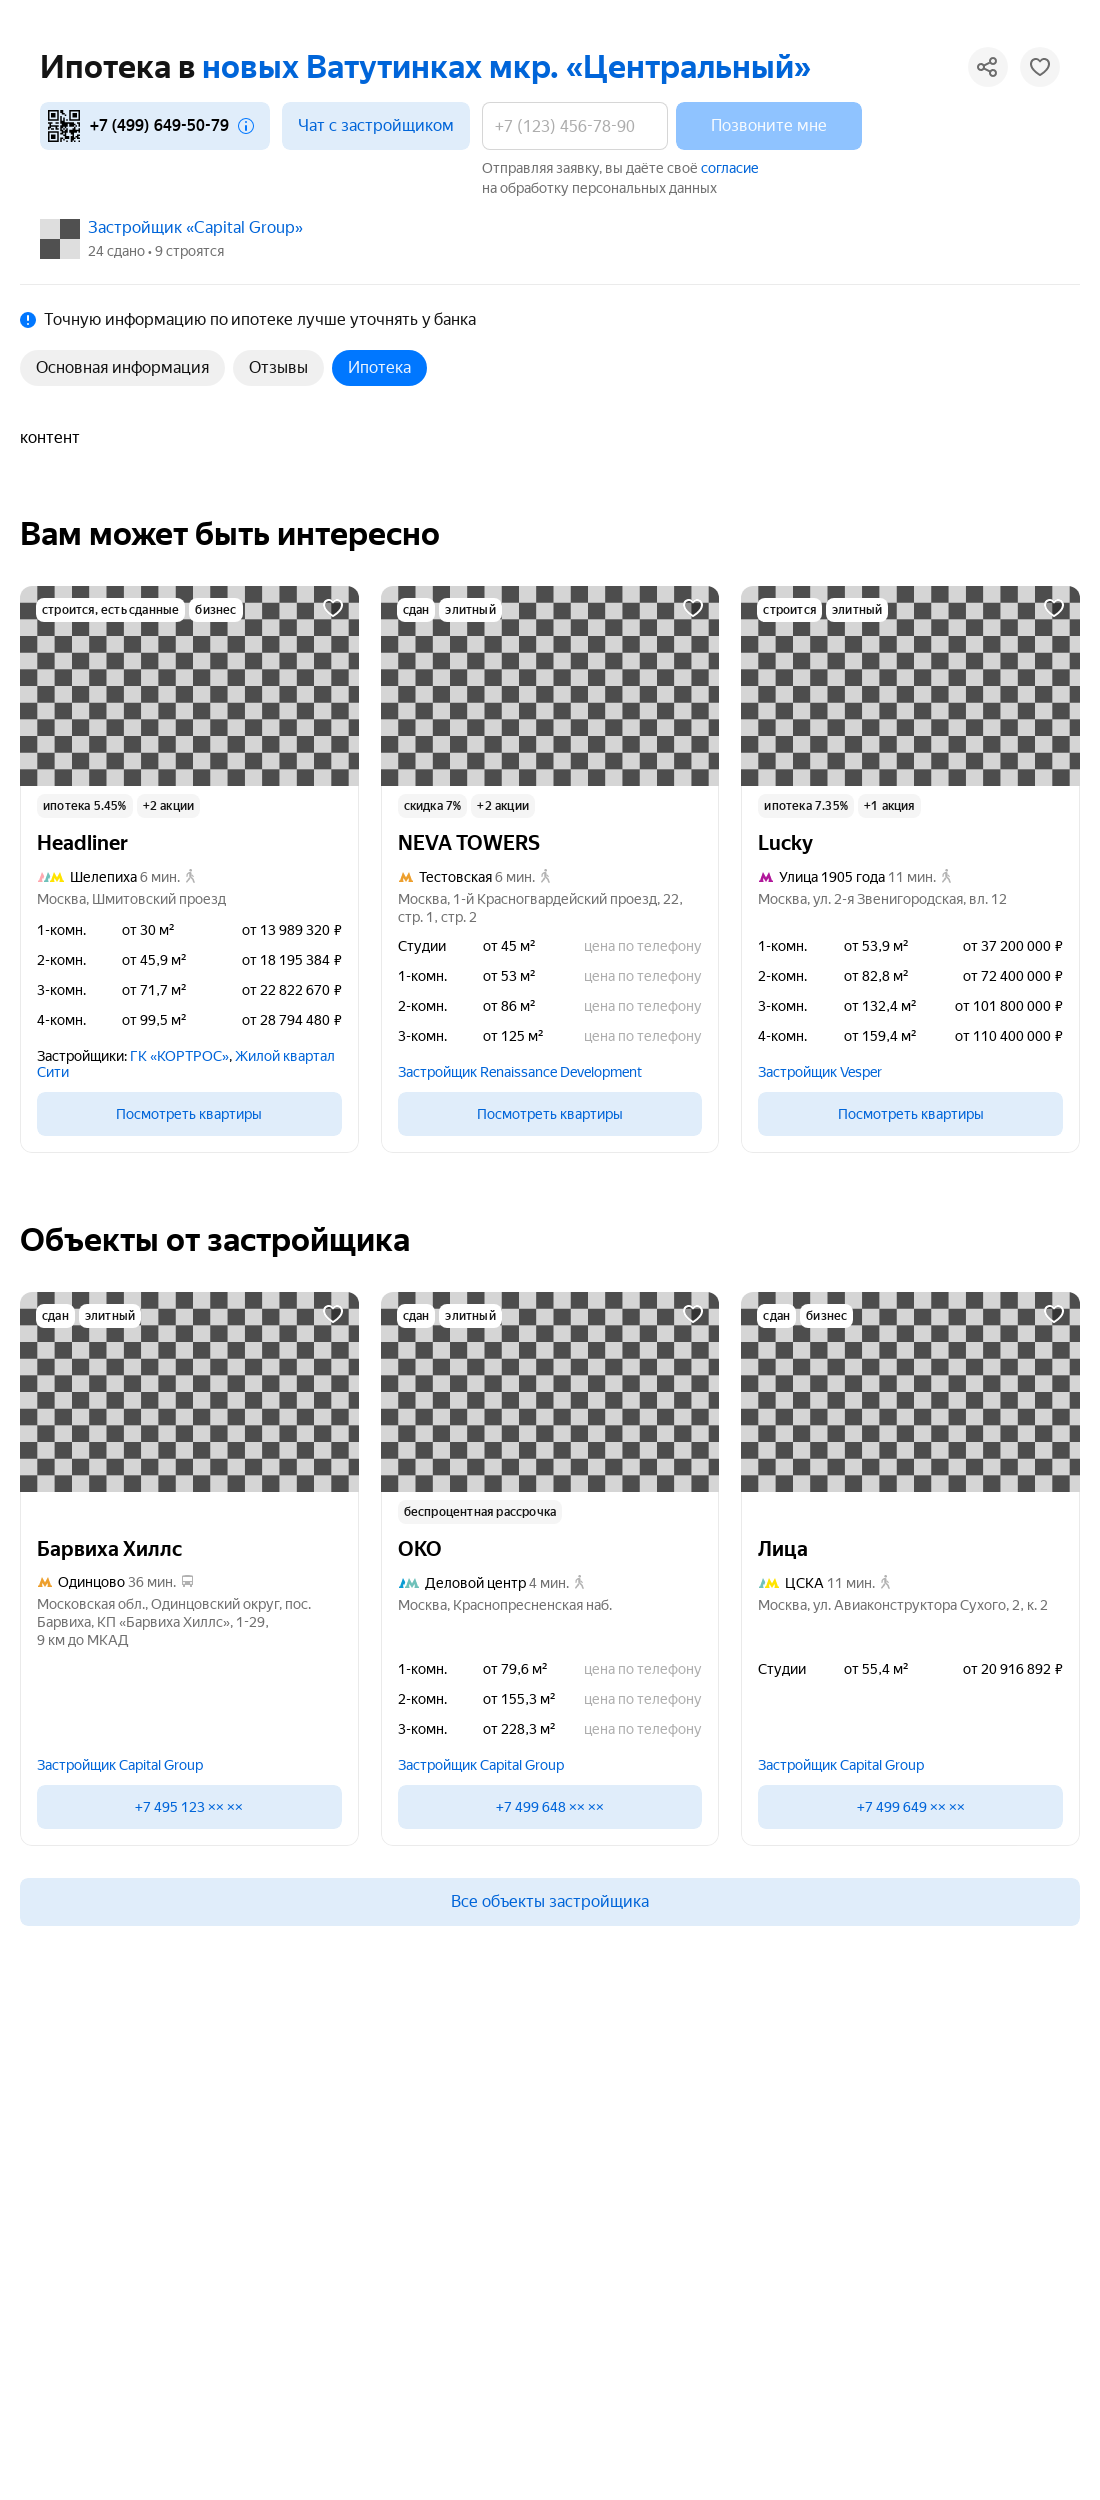 Ипотека в новых Ватутинках мкр. «Центральный»
+7 (499) 649-50-79
Чат с застройщиком
+7 (123) 456-78-90
Позвоните мне
Отправляя заявку, вы даёте своё согласие
на обработку персональных данных
Застройщик «Capital Group»
24 сдано • 9 строятся
Точную информацию по ипотеке лучше уточнять у банка
Основная информация
Отзывы
Ипотека
контент
Вам может быть интересно
строится, есть сданные
бизнес
ипотека 5.45%
+2 акции
Headliner
Шелепиха 6 мин.
Москва, Шмитовский проезд
1-комн. от 30 м² от 13 989 320 ₽
2-комн. от 45,9 м² от 18 195 384 ₽
3-комн. от 71,7 м² от 22 822 670 ₽
4-комн. от 99,5 м² от 28 794 480 ₽
Застройщики: ГК «КОРТРОС», Жилой квартал
Сити
Посмотреть квартиры
сдан
элитный
скидка 7%
+2 акции
NEVA TOWERS
Тестовская 6 мин.
Москва, 1-й Красногвардейский проезд, 22,
стр. 1, стр. 2
Студии от 45 м² цена по телефону
1-комн. от 53 м² цена по телефону
2-комн. от 86 м² цена по телефону
3-комн. от 125 м² цена по телефону
Застройщик Renaissance Development
Посмотреть квартиры
строится
элитный
ипотека 7.35%
+1 акция
Lucky
Улица 1905 года 11 мин.
Москва, ул. 2-я Звенигородская, вл. 12
1-комн. от 53,9 м² от 37 200 000 ₽
2-комн. от 82,8 м² от 72 400 000 ₽
3-комн. от 132,4 м² от 101 800 000 ₽
4-комн. от 159,4 м² от 110 400 000 ₽
Застройщик Vesper
Посмотреть квартиры
Объекты от застройщика
сдан
элитный
Барвиха Хиллс
Одинцово 36 мин.
Московская обл., Одинцовский округ, пос.
Барвиха, КП «Барвиха Хиллс», 1-29,
9 км до МКАД
Застройщик Capital Group
+7 495 123 ×× ××
сдан
элитный
беспроцентная рассрочка
ОКО
Деловой центр 4 мин.
Москва, Краснопресненская наб.
1-комн. от 79,6 м² цена по телефону
2-комн. от 155,3 м² цена по телефону
3-комн. от 228,3 м² цена по телефону
Застройщик Capital Group
+7 499 648 ×× ××
сдан
бизнес
Лица
ЦСКА 11 мин.
Москва, ул. Авиаконструктора Сухого, 2, к. 2
Студии от 55,4 м² от 20 916 892 ₽
Застройщик Capital Group
+7 499 649 ×× ××
Все объекты застройщика